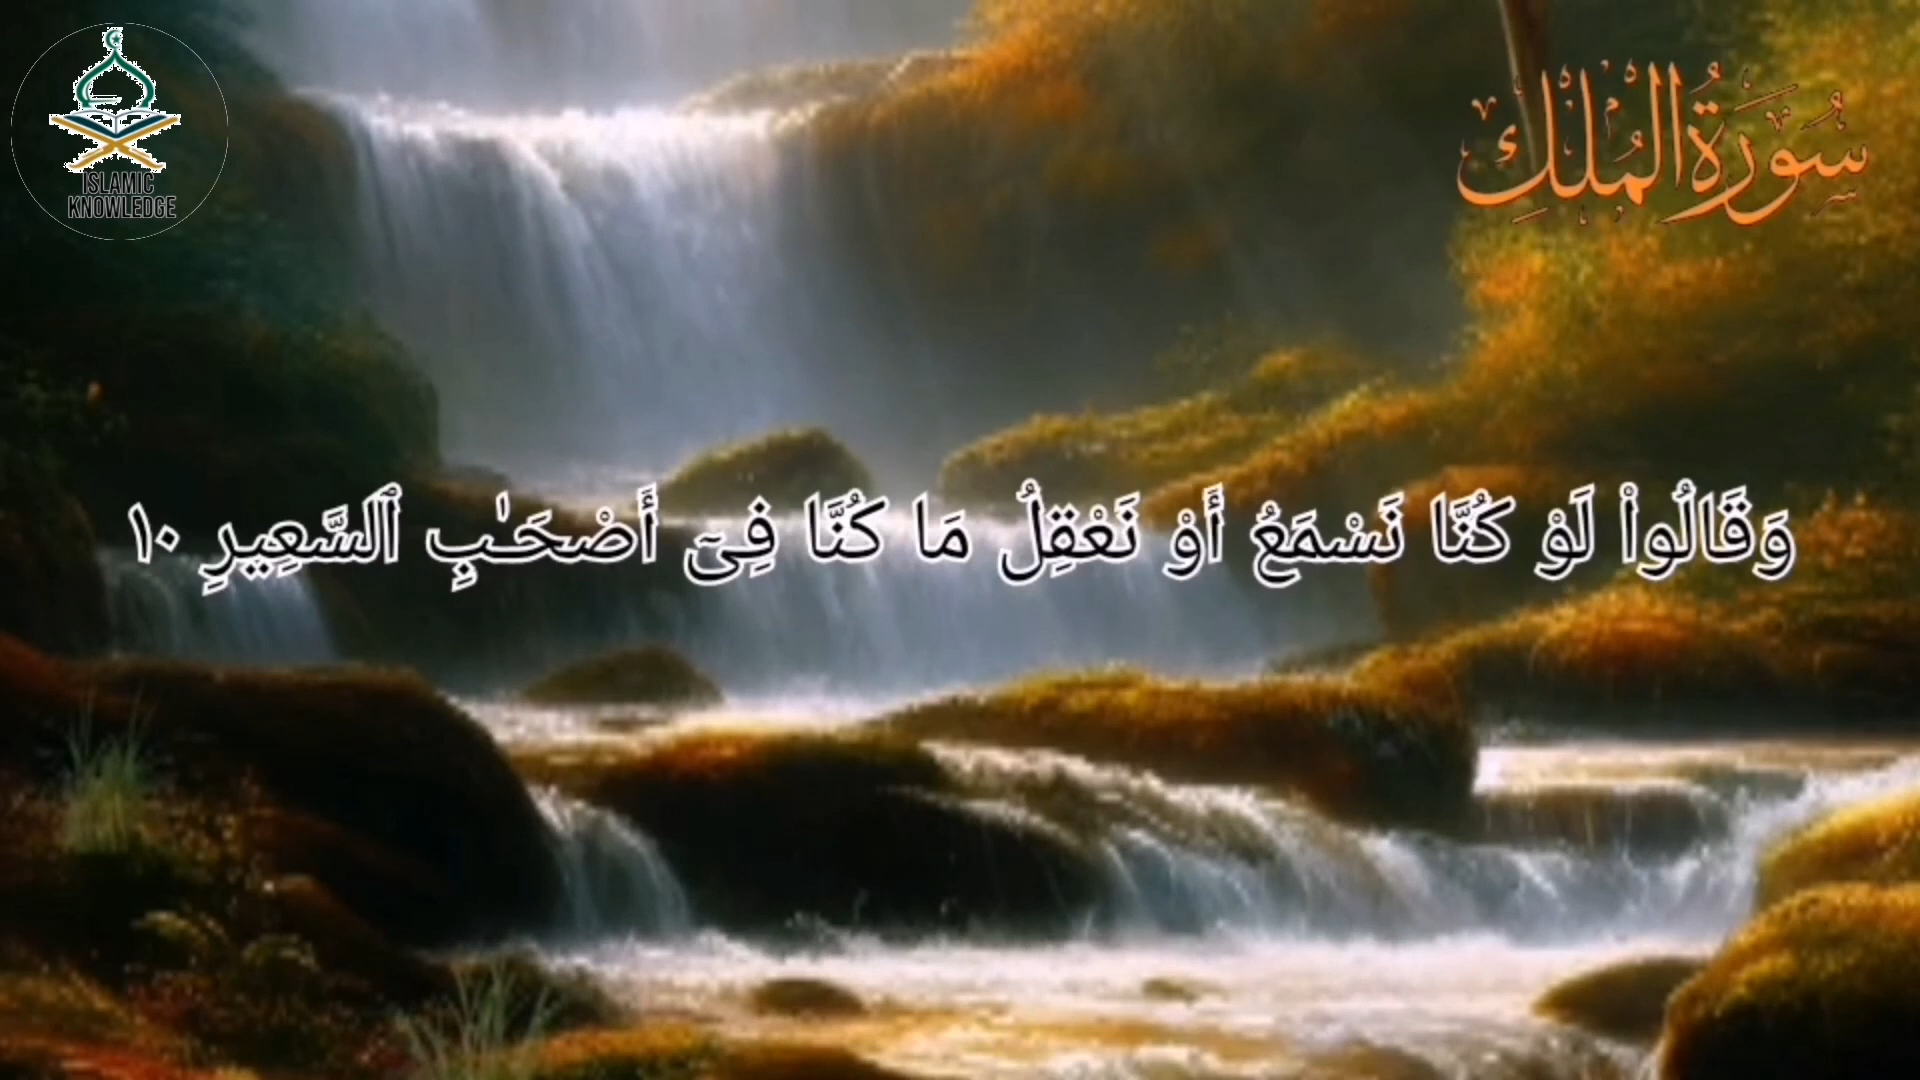 ISLAMIC
KNOWLEDGE
سُورَةُ المُلْكِ
وَقَالُوا۟ لَوْ كُنَّا نَسْمَعُ أَوْ نَعْقِلُ مَا كُنَّا فِىٓ أَصْحَـٰبِ ٱلسَّعِيرِ ١٠